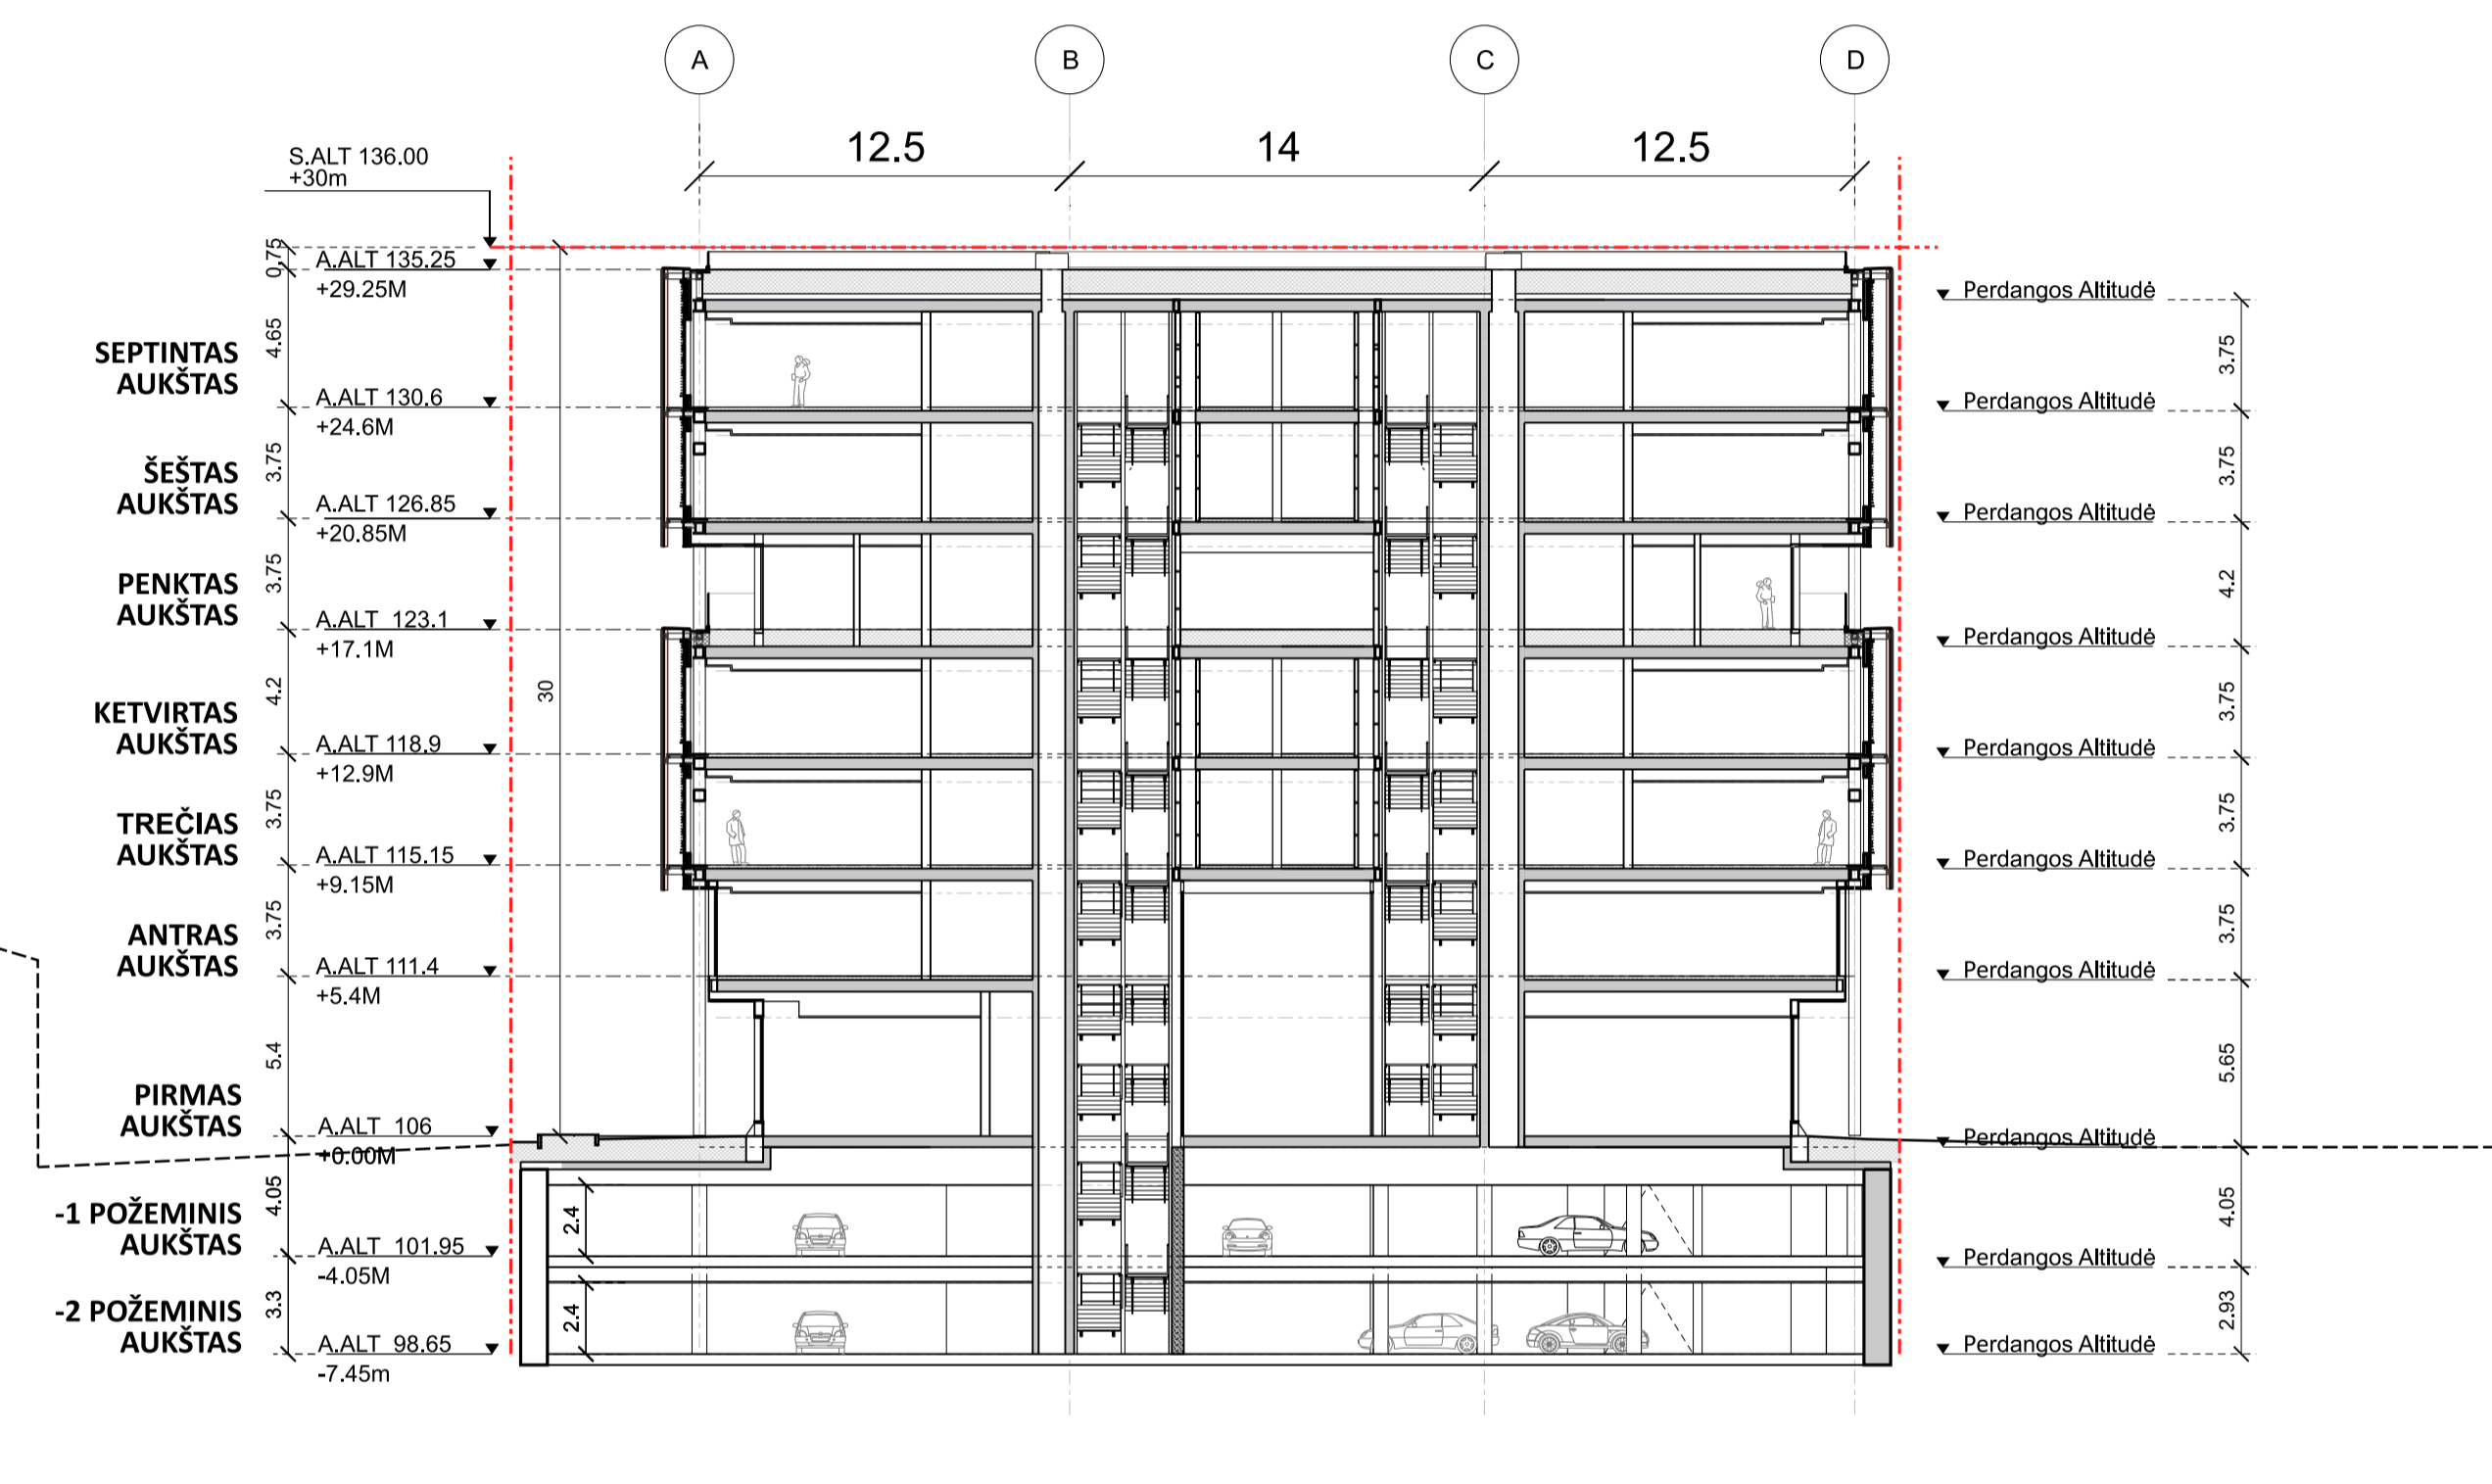 A
B
C
D
12.5
14
12.5
S.ALT 136.00
+30m
0.75
A.ALT 135.25
+29.25M
Perdangos Altitudė
SEPTINTAS
AUKŠTAS
4.65
3.75
A.ALT 130.6
+24.6M
Perdangos Altitudė
ŠEŠTAS
AUKŠTAS
3.75
3.75
A.ALT 126.85
+20.85M
Perdangos Altitudė
PENKTAS
AUKŠTAS
3.75
4.2
A.ALT 123.1
+17.1M
Perdangos Altitudė
KETVIRTAS
AUKŠTAS
4.2
30
3.75
A.ALT 118.9
+12.9M
Perdangos Altitudė
TREČIAS
AUKŠTAS
3.75
3.75
A.ALT 115.15
+9.15M
Perdangos Altitudė
ANTRAS
AUKŠTAS
3.75
3.75
A.ALT 111.4
+5.4M
Perdangos Altitudė
PIRMAS
AUKŠTAS
5.4
5.65
A.ALT 106
+0.00M
Perdangos Altitudė
-1 POŽEMINIS
AUKŠTAS
4.05
2.4
4.05
A.ALT 101.95
-4.05M
Perdangos Altitudė
-2 POŽEMINIS
AUKŠTAS
3.3
2.4
2.93
A.ALT 98.65
-7.45m
Perdangos Altitudė